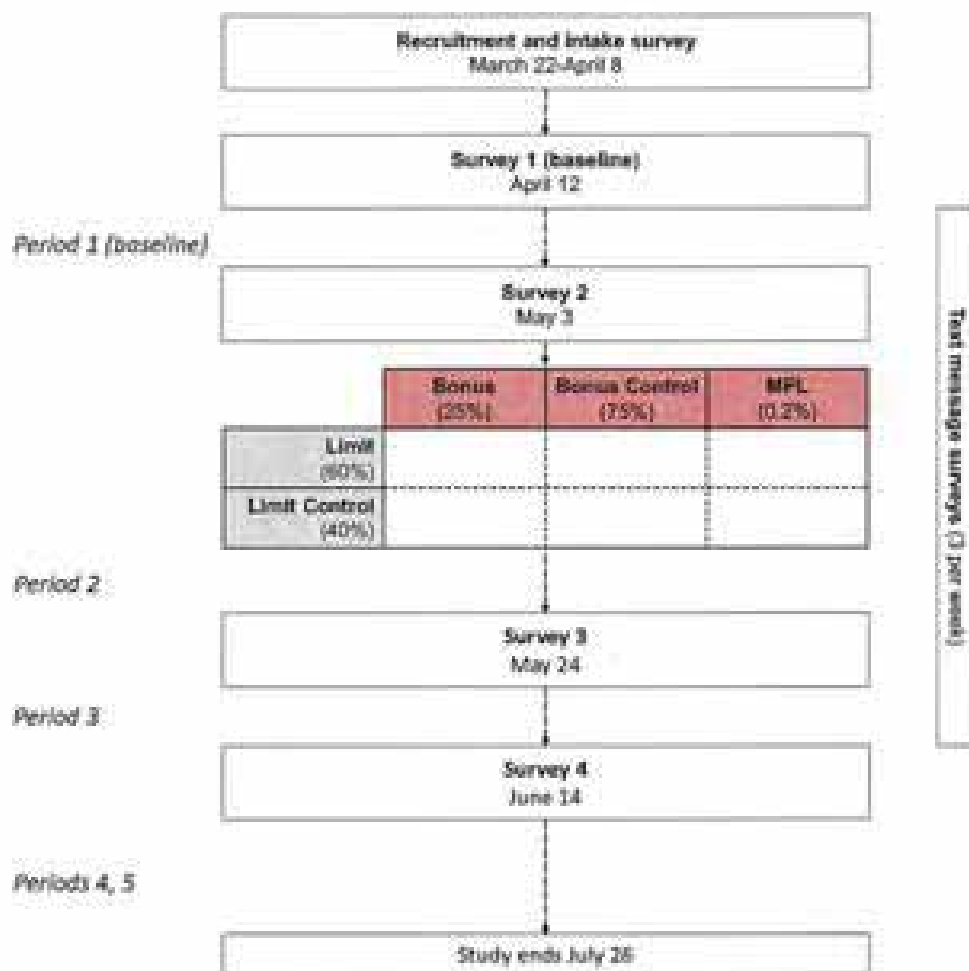 Recruitment and intake survey
March 22-April 8
Survey 1 (baseline)
April 12
Period 1 (baseline)
Survey 2
May 3
Bonus
(25%)
Bonus Control
(75%)
MPL
(0.2%)
Limit
(60%)
Limit Control
(40%)
Period 2
Survey 3
May 24
Period 3
Survey 4
June 14
Periods 4, 5
Study ends July 26
Text message surveys (3 per week)